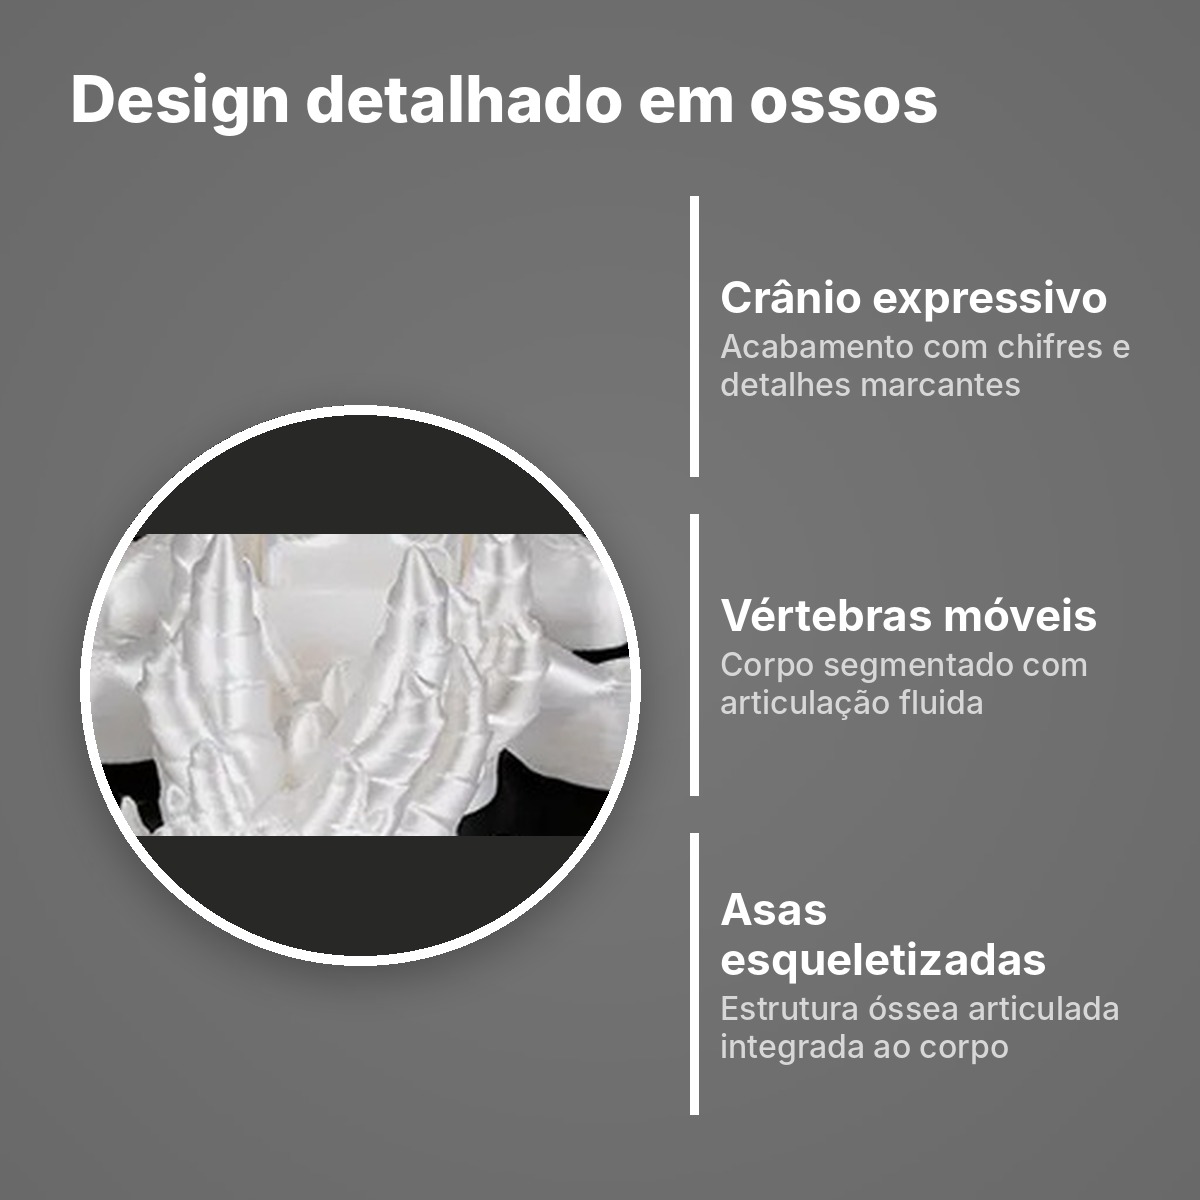 Design detalhado em ossos
Crânio expressivo
Acabamento com chifres e
detalhes marcantes
Vértebras móveis
Corpo segmentado com
articulação fluida
Asas
esqueletizadas
Estrutura óssea articulada
integrada ao corpo